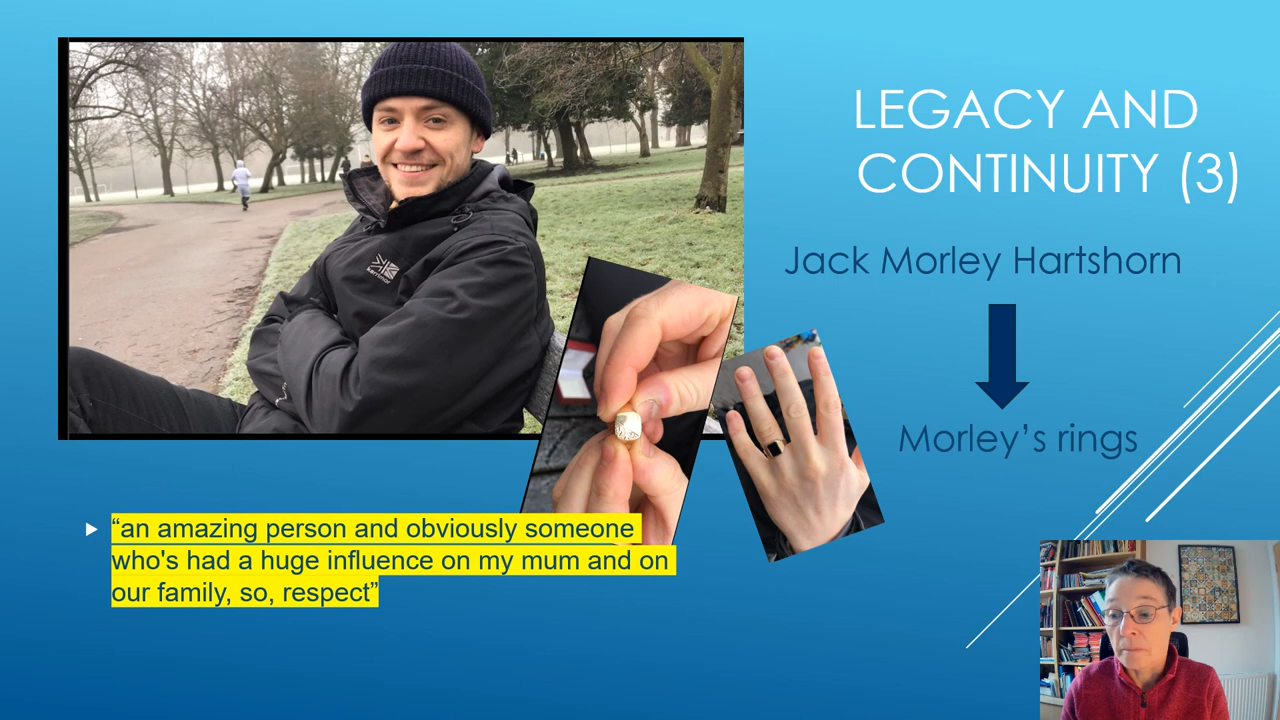 LEGACY AND
CONTINUITY (3)
Jack Morley Hartshorn
Morley’s rings
“an amazing person and obviously someone
who's had a huge influence on my mum and on
our family, so, respect”
karrimor